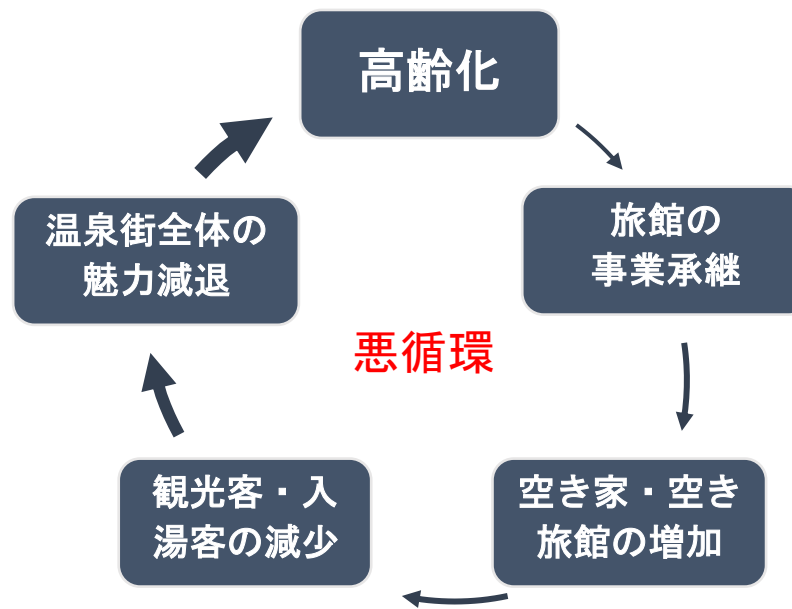 高齢化
旅館の
事業承継
空き家・空き
旅館の増加
観光客・入
湯客の減少
温泉街全体の
魅力減退
悪循環